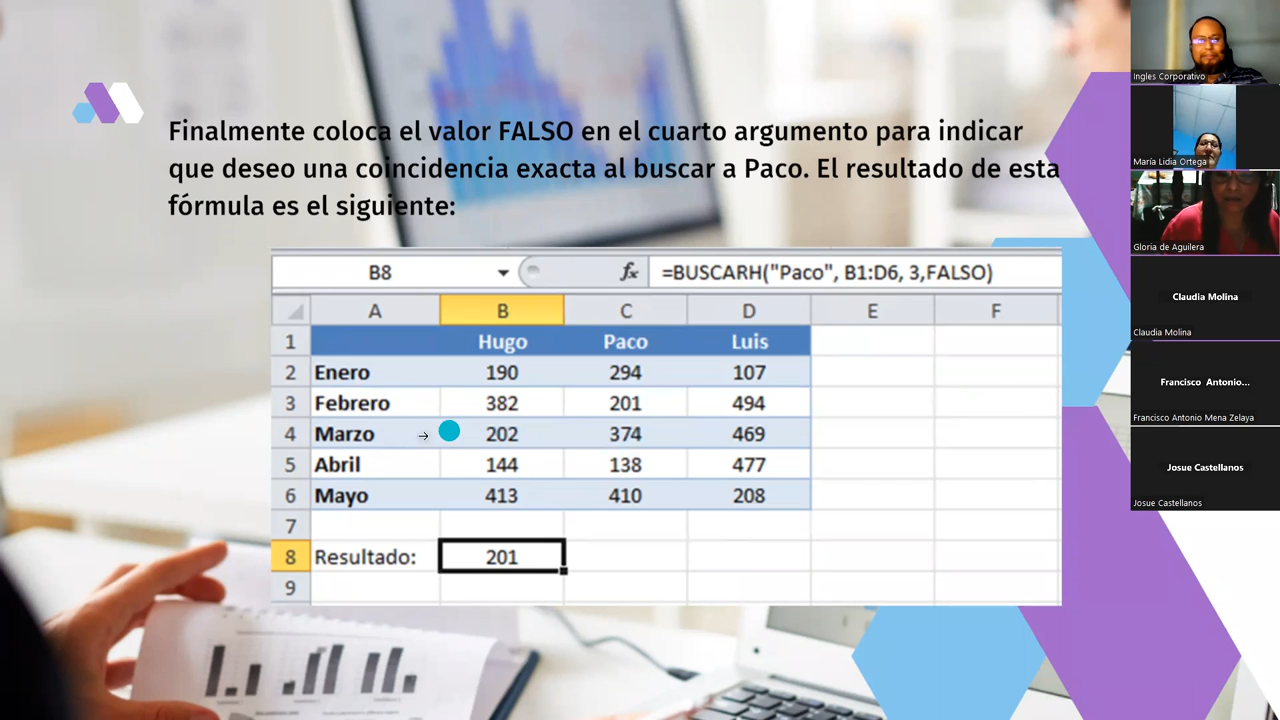 Finalmente coloca el valor FALSO en el cuarto argumento para indicar
que deseo una coincidencia exacta al buscar a Paco. El resultado de esta
fórmula es el siguiente:
B8 fx =BUSCARH("Paco", B1:D6, 3,FALSO)
A B C D E F
1 Hugo Paco Luis
2 Enero 190 294 107
3 Febrero 382 201 494
4 Marzo 202 374 469
5 Abril 144 138 477
6 Mayo 413 410 208
7
8 Resultado: 201
9
Ingles Corporativo
María Lidia Ortega
Gloria de Aguilera
Claudia Molina
Claudia Molina
Francisco Antonio...
Francisco Antonio Mena Zelaya
Josue Castellanos
Josue Castellanos